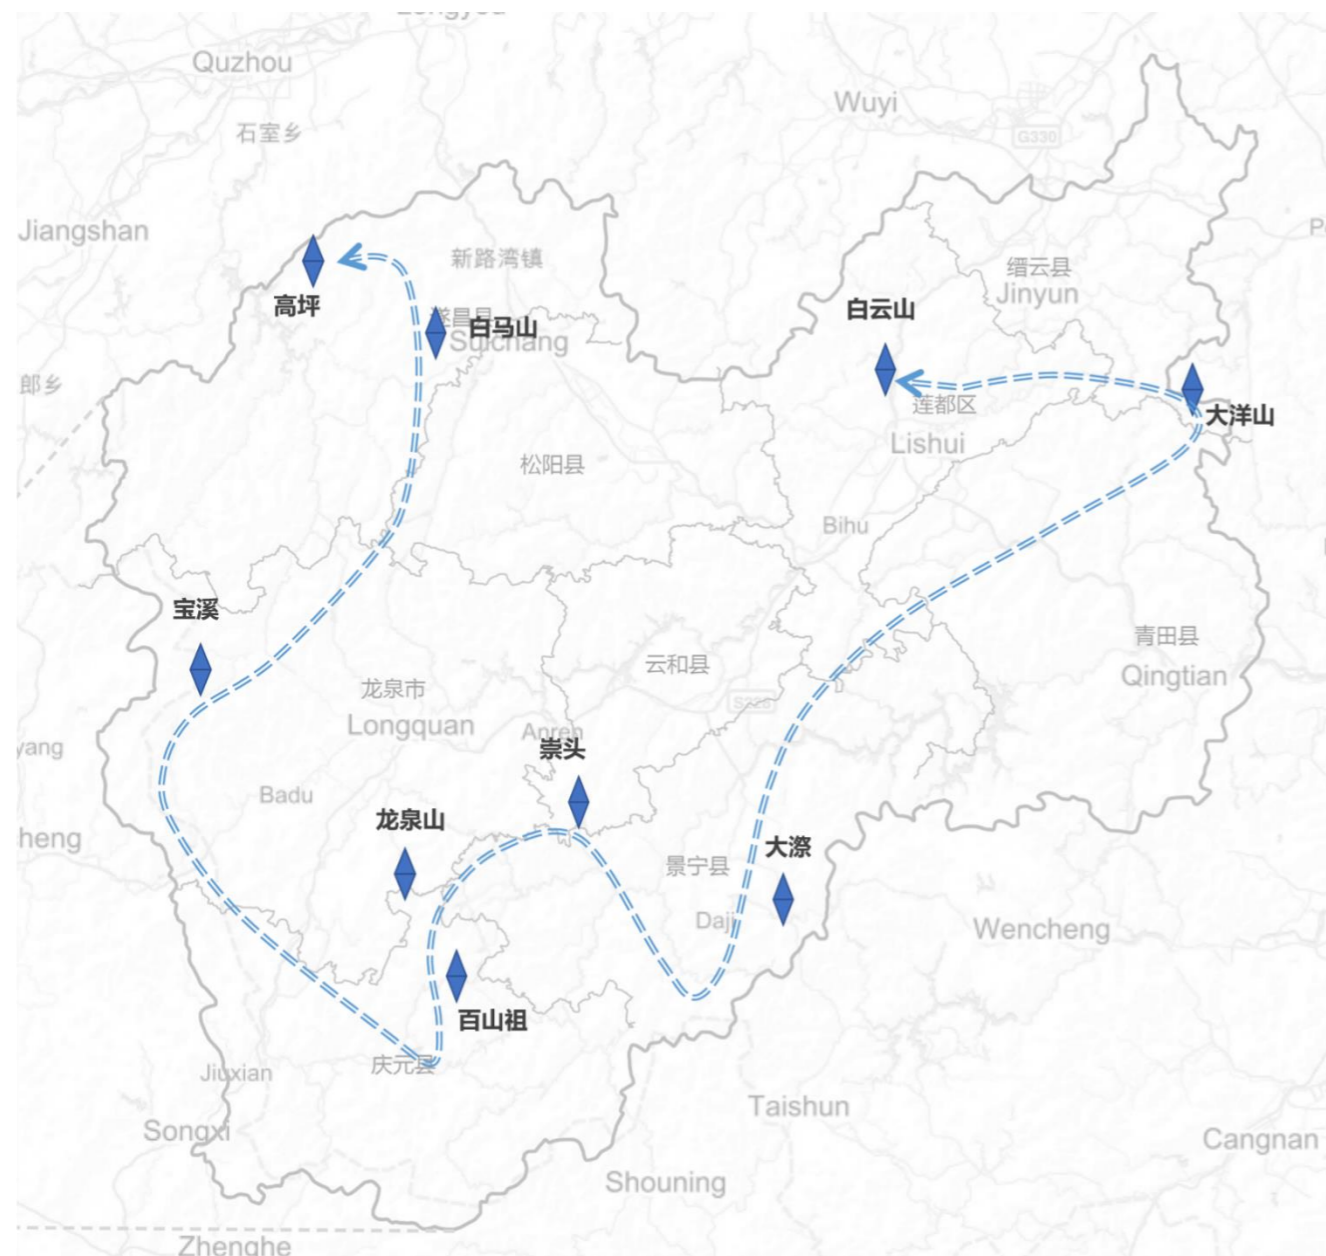 Quzhou
Wuyi
石室乡
G330
Jiangshan
新路湾镇
缙云县
Jinyun
高坪
白云山
遂昌县
白马山
Suichang
郎乡
莲都区
大洋山
Lishui
松阳县
Bihu
宝溪
青田县
云和县
Qingtian
龙泉市
S228
Longquan
Anren
yang
崇头
Badu
龙泉山
heng
大漈
景宁县
Daji
Wencheng
百山祖
庆元县
Jiuxian
Taishun
Songxi
Cangnan
Shouning
Zhenghe